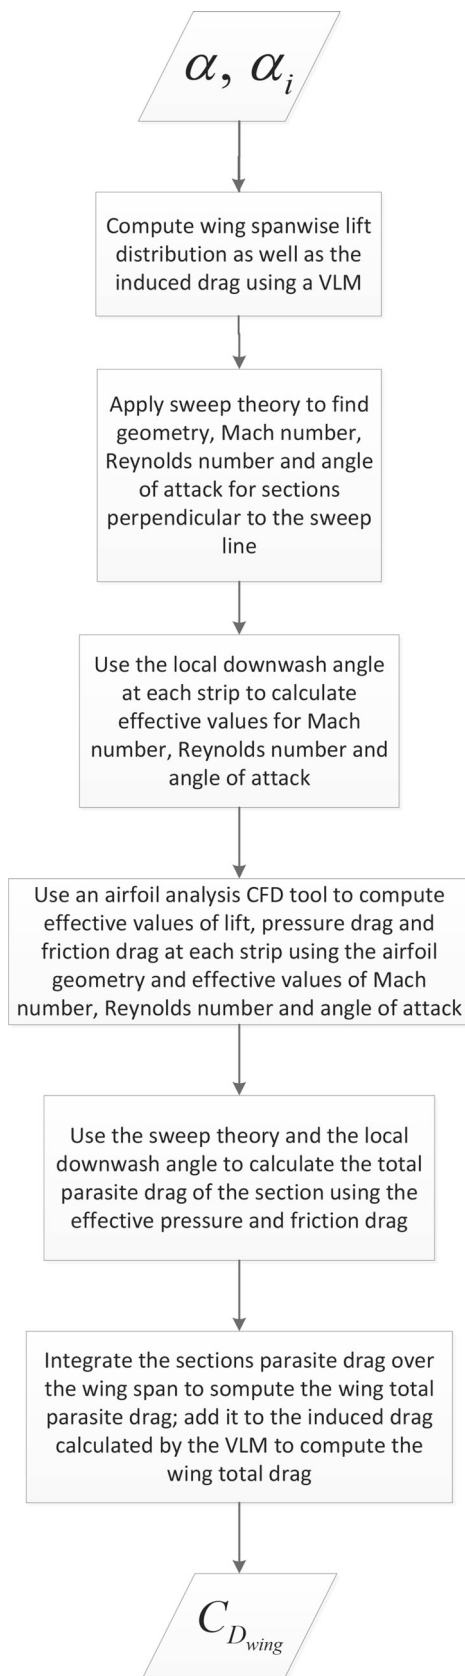 α, αᵢ
Compute wing spanwise lift
distribution as well as the
induced drag using a VLM
Apply sweep theory to find
geometry, Mach number,
Reynolds number and angle
of attack for sections
perpendicular to the sweep
line
Use the local downwash angle
at each strip to calculate
effective values for Mach
number, Reynolds number and
angle of attack
Use an airfoil analysis CFD tool to compute
effective values of lift, pressure drag and
friction drag at each strip using the airfoil
geometry and effective values of Mach
number, Reynolds number and angle of attack
Use the sweep theory and the local
downwash angle to calculate the total
parasite drag of the section using the
effective pressure and friction drag
Integrate the sections parasite drag over
the wing span to sompute the wing total
parasite drag; add it to the induced drag
calculated by the VLM to compute the
wing total drag
C_{D_{wing}}